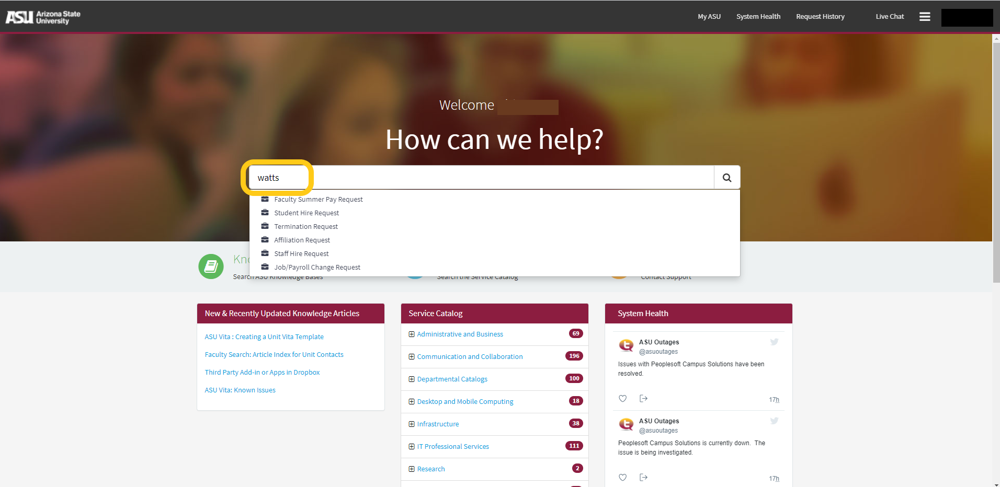 ASU Arizona State
University
My ASU
System Health
Request History
Live Chat
Welcome
How can we help?
watts
Faculty Summer Pay Request
Student Hire Request
Termination Request
Affiliation Request
Staff Hire Request
Job/Payroll Change Request
Kno
Search ASU Knowledge Bases
Search the Service Catalog
Contact Support
New & Recently Updated Knowledge Articles
ASU Vita : Creating a Unit Vita Template
Faculty Search: Article Index for Unit Contacts
Third Party Add-in or Apps in Dropbox
ASU Vita: Known Issues
Service Catalog
Administrative and Business 69
Communication and Collaboration 196
Departmental Catalogs 100
Desktop and Mobile Computing 18
Infrastructure 38
IT Professional Services 111
Research 2
System Health
ASU Outages
@asuoutages
Issues with Peoplesoft Campus Solutions have been
resolved.
17h
ASU Outages
@asuoutages
Peoplesoft Campus Solutions is currently down. The
issue is being investigated.
17h